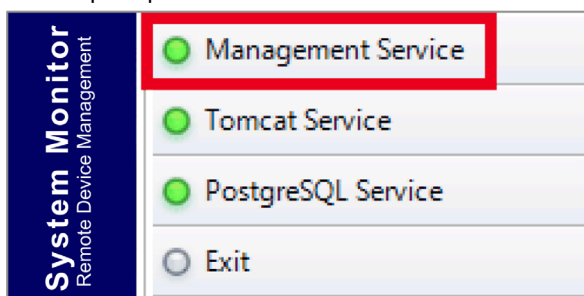 System Monitor
Remote Device Management
Management Service
Tomcat Service
PostgreSQL Service
Exit